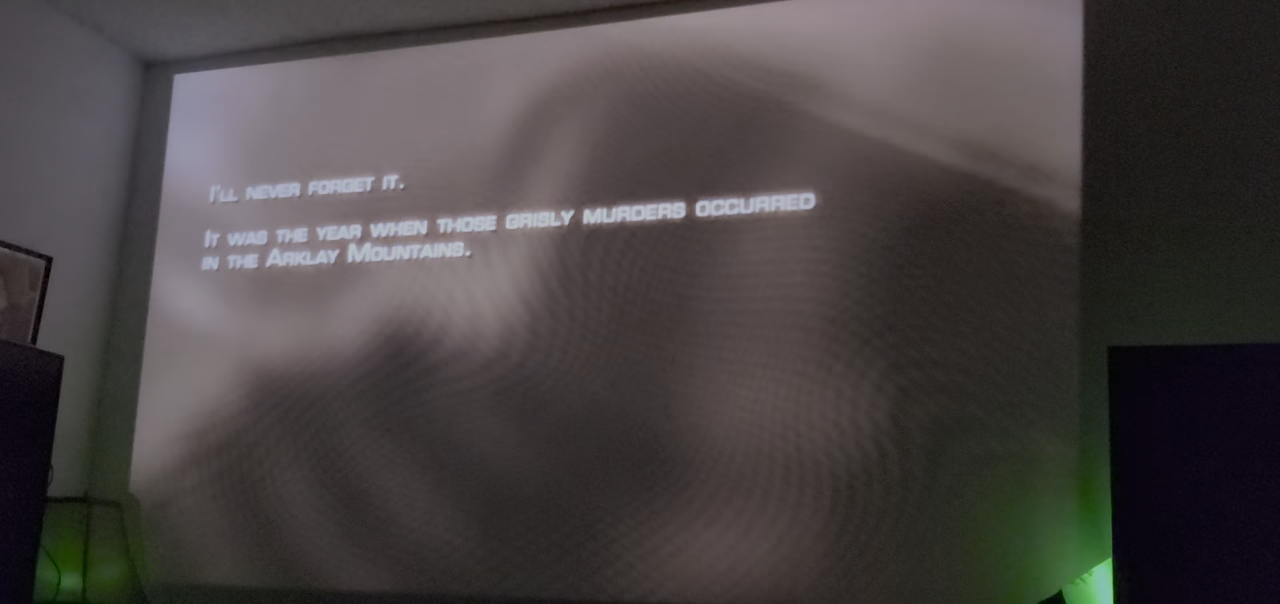 I'll never forget it.
It was the year when those grisly murders occurred
in the Arklay Mountains.